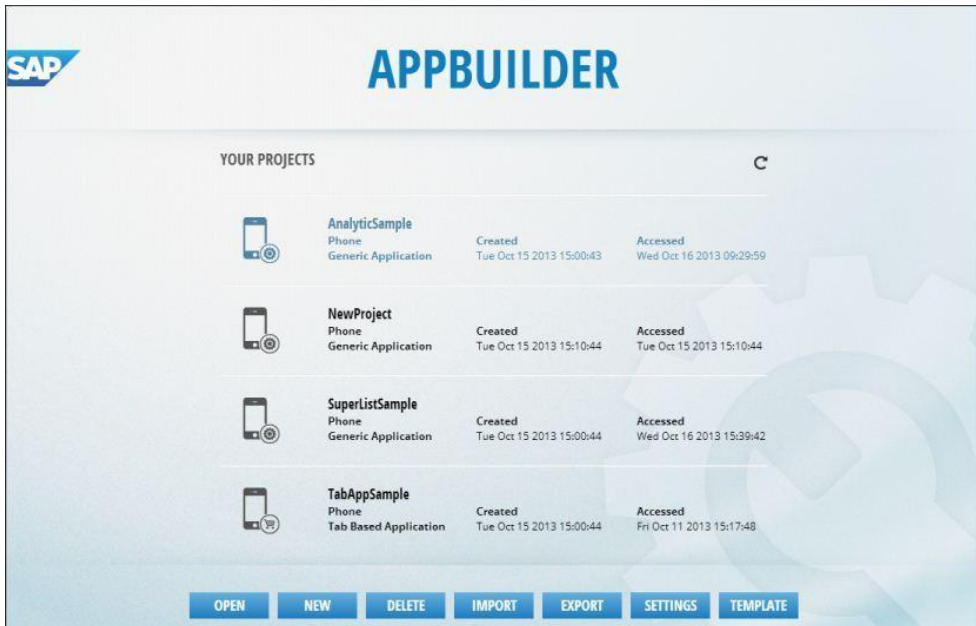 SAP
APPBUILDER
YOUR PROJECTS
AnalyticSample
Phone Created Accessed
Generic Application Tue Oct 15 2013 15:00:43 Wed Oct 16 2013 09:29:59
NewProject
Phone Created Accessed
Generic Application Tue Oct 15 2013 15:10:44 Tue Oct 15 2013 15:10:44
SuperListSample
Phone Created Accessed
Generic Application Tue Oct 15 2013 15:00:44 Wed Oct 16 2013 15:39:42
TabAppSample
Phone Created Accessed
Tab Based Application Tue Oct 15 2013 15:00:44 Fri Oct 11 2013 15:17:48
OPEN NEW DELETE IMPORT EXPORT SETTINGS TEMPLATE